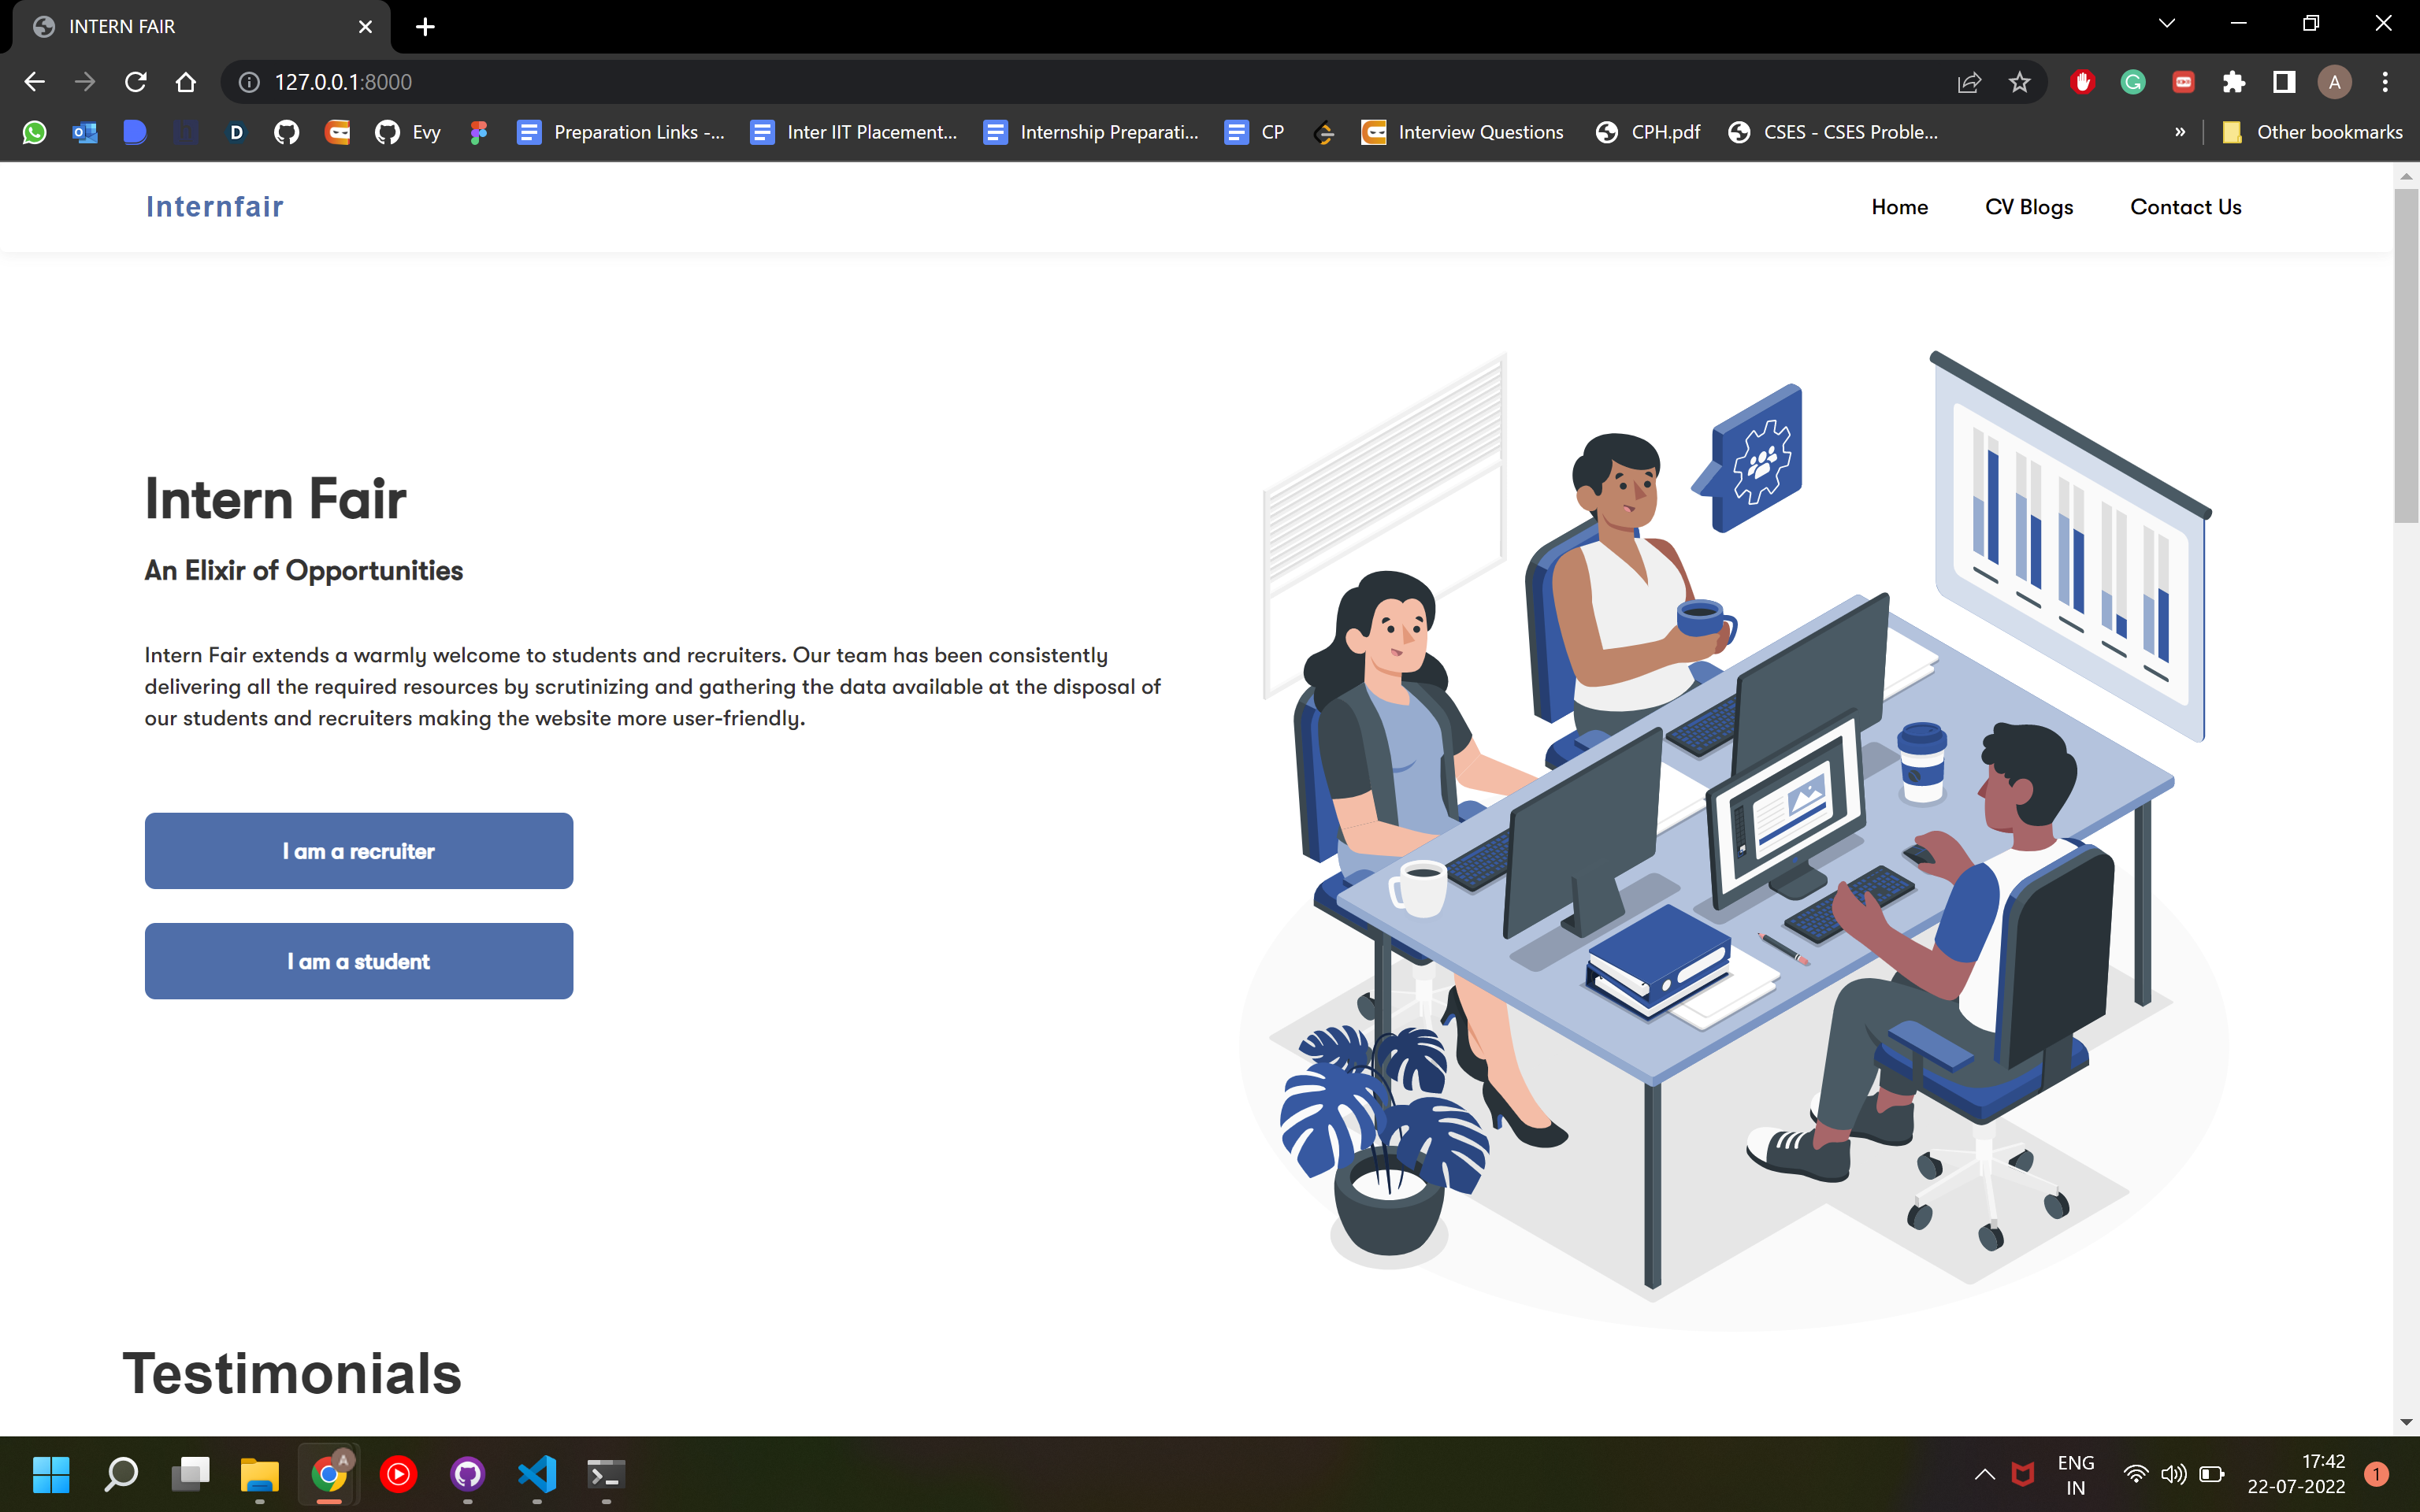 INTERN FAIR
127.0.0.1:8000
A
Evy
Preparation Links -...
Inter IIT Placement...
Internship Preparati...
CP
Interview Questions
CPH.pdf
CSES - CSES Proble...
»
Other bookmarks
Internfair
Home
CV Blogs
Contact Us
Intern Fair
An Elixir of Opportunities
Intern Fair extends a warmly welcome to students and recruiters. Our team has been consistently
delivering all the required resources by scrutinizing and gathering the data available at the disposal of
our students and recruiters making the website more user-friendly.
I am a recruiter
I am a student
Testimonials
A
ENG
IN
17:42
22-07-2022
1